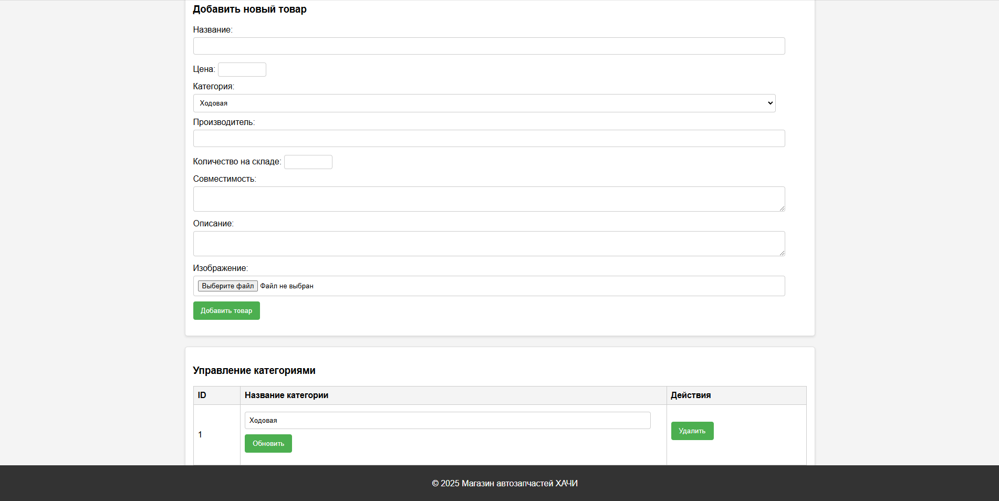 Добавить новый товар
Название:
Цена:
Категория:
Ходовая
Производитель:
Количество на складе:
Совместимость:
Описание:
Изображение:
Выберите файл Файл не выбран
Добавить товар
Управление категориями
ID Название категории Действия
1 Ходовая
Обновить
Удалить
© 2025 Магазин автозапчастей ХАЧИ